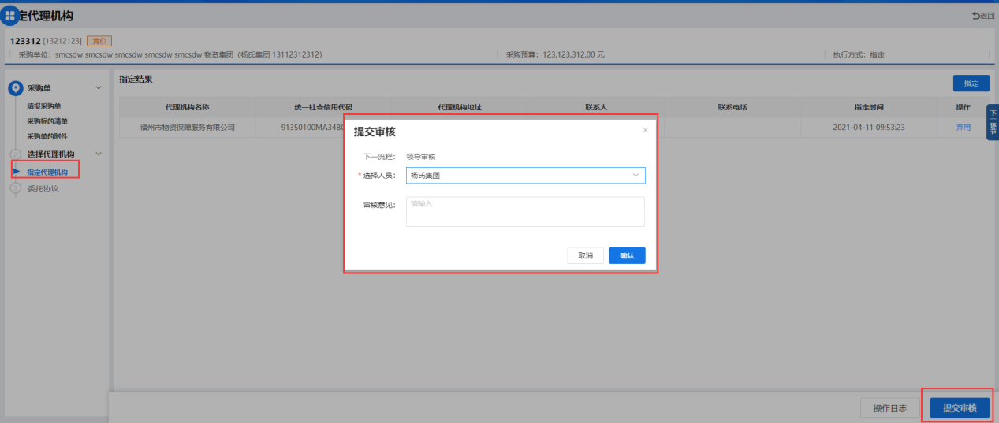 定代理机构
返回
123312 [13212123] 竞价
采购单位：smcsdw smcsdw smcsdw smcsdw smcsdw 物资集团（杨氏集团 13112312312） 采购预算：123,123,312.00 元 执行方式：指定
采购单
填报采购单
采购标的清单
采购单的附件
2 选择代理机构
指定代理机构
3 委托协议
指定结果
指定
代理机构名称 统一社会信用代码 代理机构地址 联系人 联系电话 指定时间 操作
福州市物资保障服务有限公司 91350100MA34B 2021-04-11 09:53:23 弃用
下一环节
提交审核
下一流程： 领导审核
* 选择人员： 杨氏集团
审核意见： 请输入
取消 确认
操作日志 提交审核